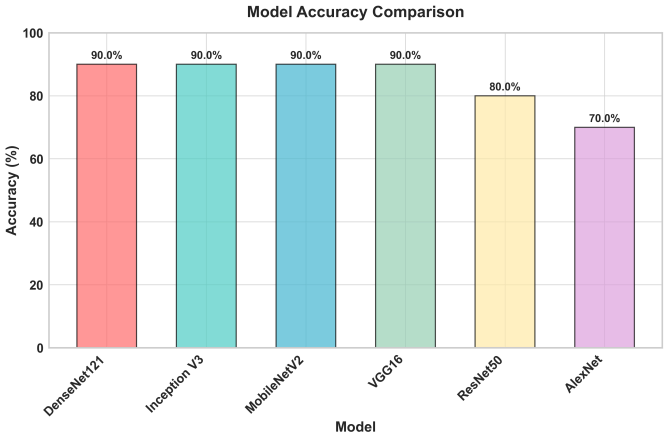 Model Accuracy Comparison
100
90.0% 90.0% 90.0% 90.0%
80.0%
80
70.0%
60
Accuracy (%)
40
20
0
DenseNet121 Inception V3 MobileNetV2 VGG16 ResNet50 AlexNet
Model